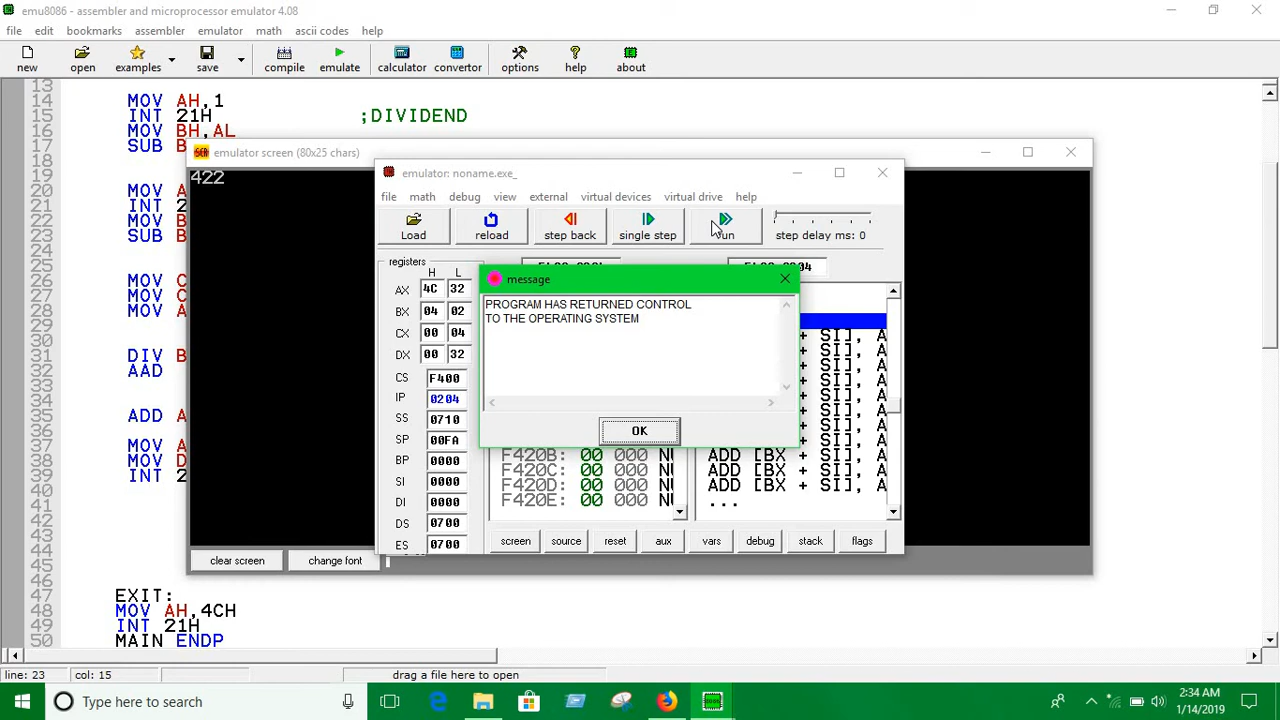 emu8086 - assembler and microprocessor emulator 4.08
file edit bookmarks assembler emulator math ascii codes help
new open examples save compile emulate calculator convertor options help about
13
14 MOV AH,1
15 INT 21H ;DIVIDEND
16 MOV BH,AL
17 SUB B
18
19
20 MOV A
21 INT 2
22 MOV B
23 SUB B
24
25
26 MOV C
27 MOV C
28 MOV A
31 DIV B
32 AAD
35 ADD A
37 MOV A
38 MOV D
39 INT 2
40
41
42
43
44
45
46
47 EXIT:
48 MOV AH,4CH
49 INT 21H
50 MAIN ENDP
emulator screen (80x25 chars)
422
clear screen change font
emulator: noname.exe_
file math debug view external virtual devices virtual drive help
Load reload step back single step run step delay ms: 0
registers
H L
AX 4C 32
BX 04 02
CX 00 04
DX 00 32
CS F400
IP 0204
SS 0710
SP 00FA
BP 0000
SI 0000
DI 0000
DS 0700
ES 0700
message
PROGRAM HAS RETURNED CONTROL
TO THE OPERATING SYSTEM
OK
+ SI], A
+ SI], A
+ SI], A
+ SI], A
+ SI], A
+ SI], A
+ SI], A
+ SI], A
F420B: 00 000 NU ADD [BX + SI], A
F420C: 00 000 NU ADD [BX + SI], A
F420D: 00 000 NU ADD [BX + SI], A
F420E: 00 000 NU ...
screen source reset aux vars debug stack flags
line: 23 col: 15 drag a file here to open
Type here to search
2:34 AM
1/14/2019